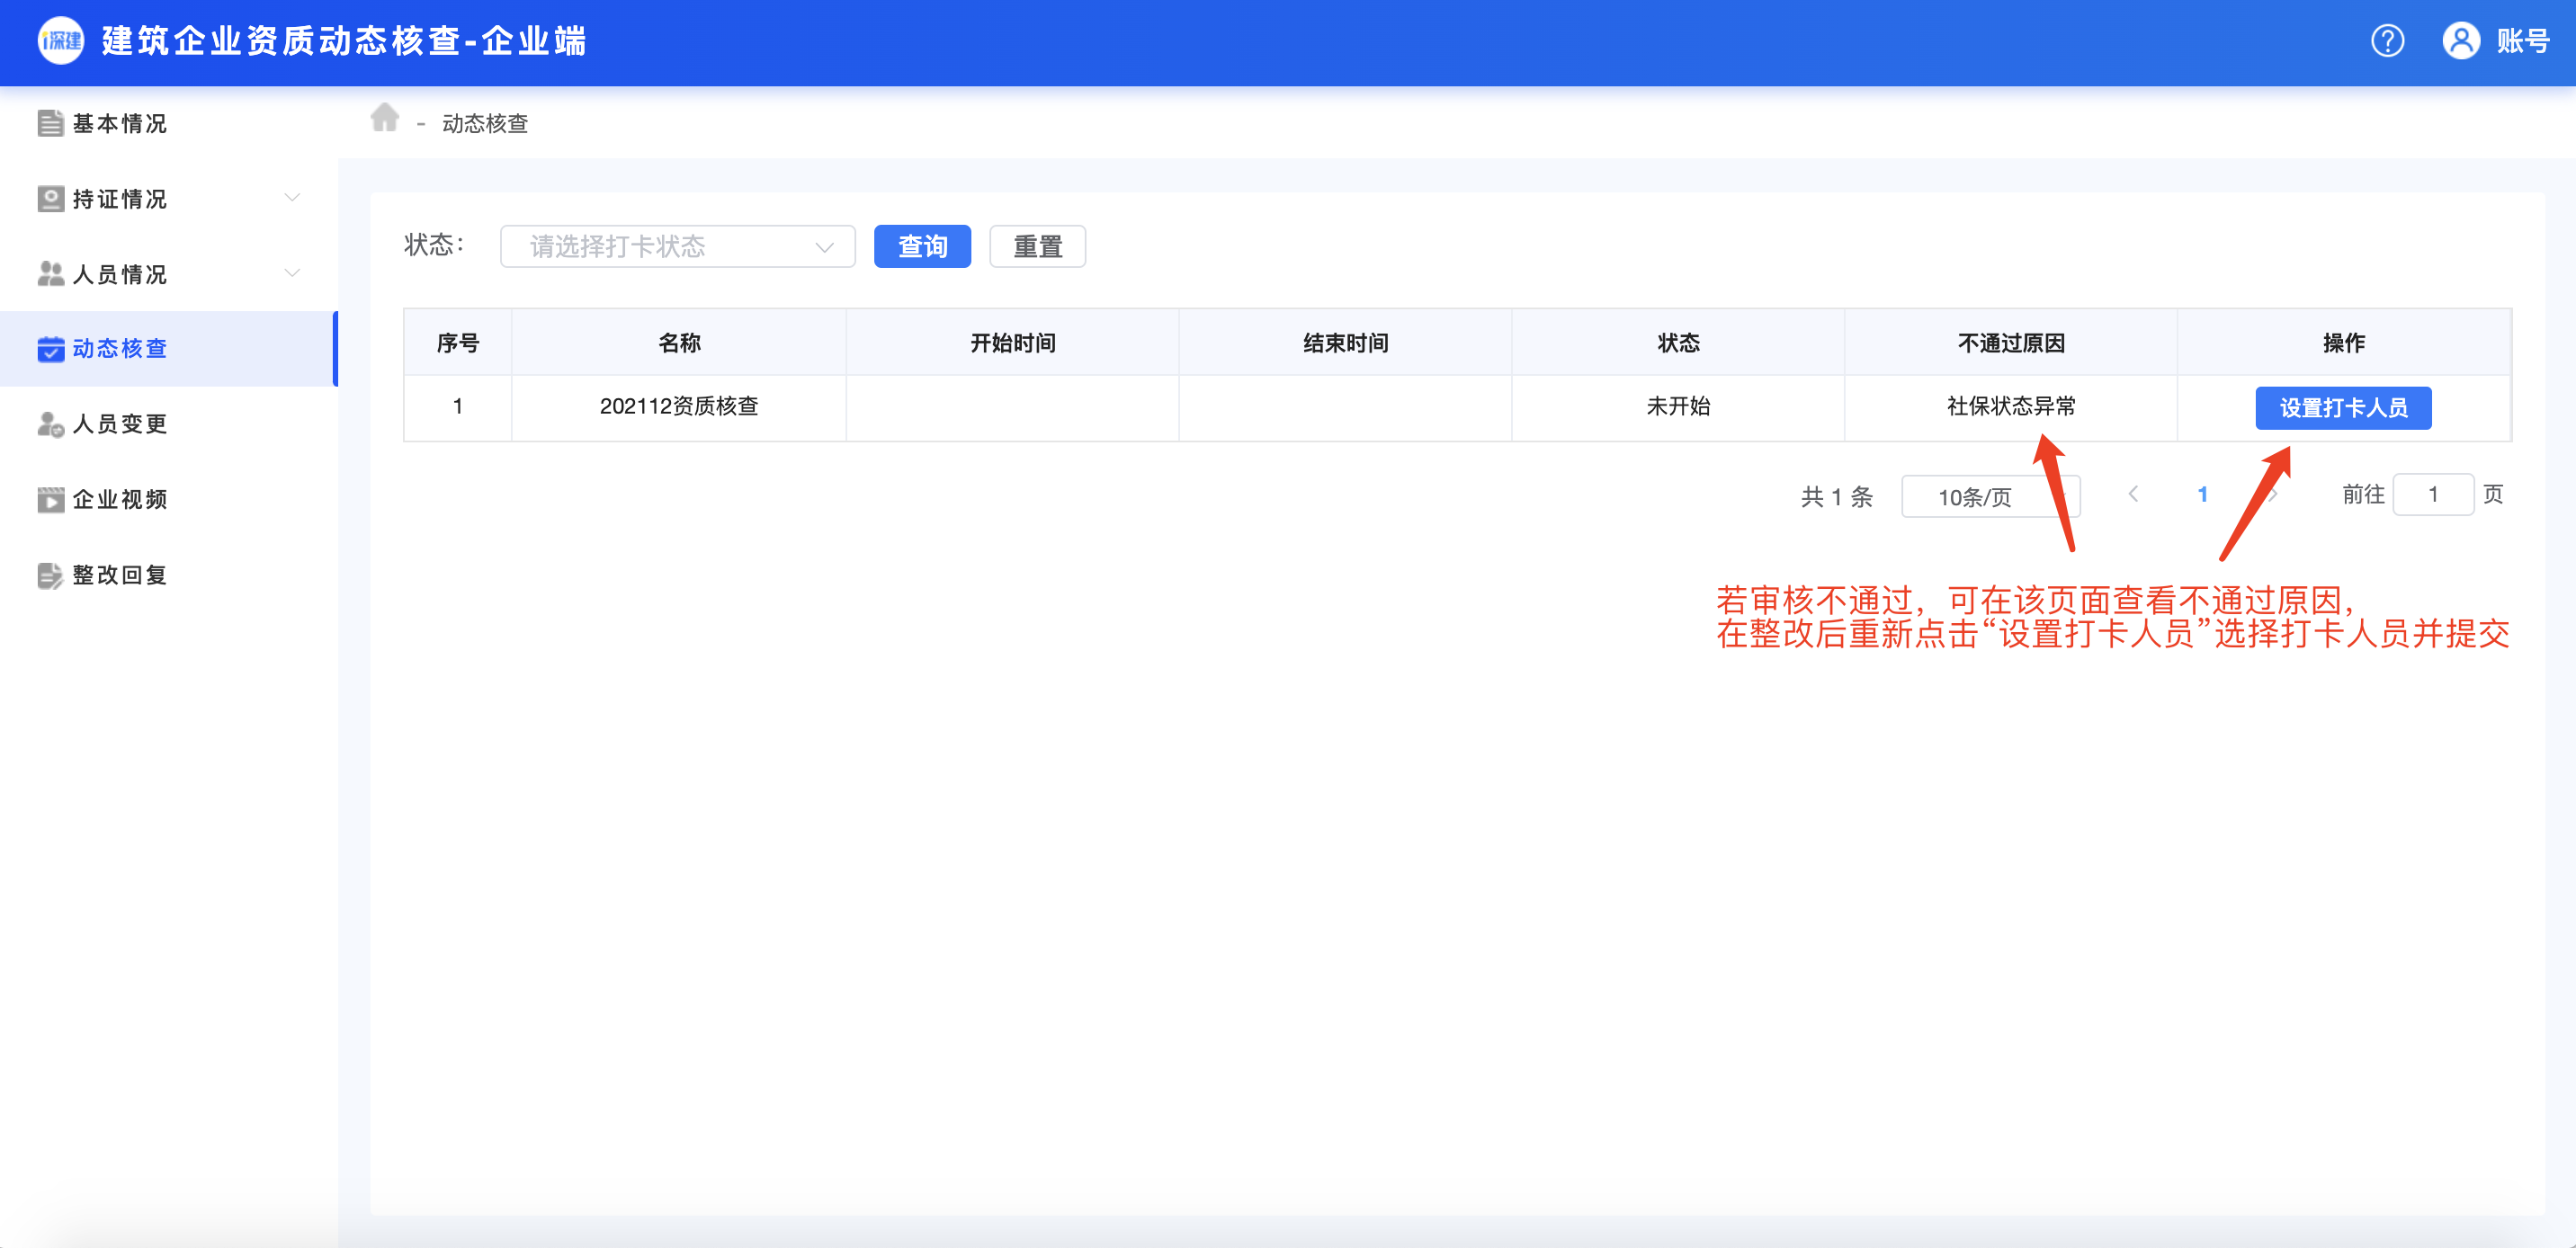 i深建 建筑企业资质动态核查-企业端
账号
基本情况
持证情况
人员情况
动态核查
人员变更
企业视频
整改回复
- 动态核查
状态： 请选择打卡状态 查询 重置
序号 名称 开始时间 结束时间 状态 不通过原因 操作
1 202112资质核查 未开始 社保状态异常 设置打卡人员
共 1 条 10条/页 1 前往 1 页
若审核不通过，可在该页面查看不通过原因，
在整改后重新点击“设置打卡人员”选择打卡人员并提交